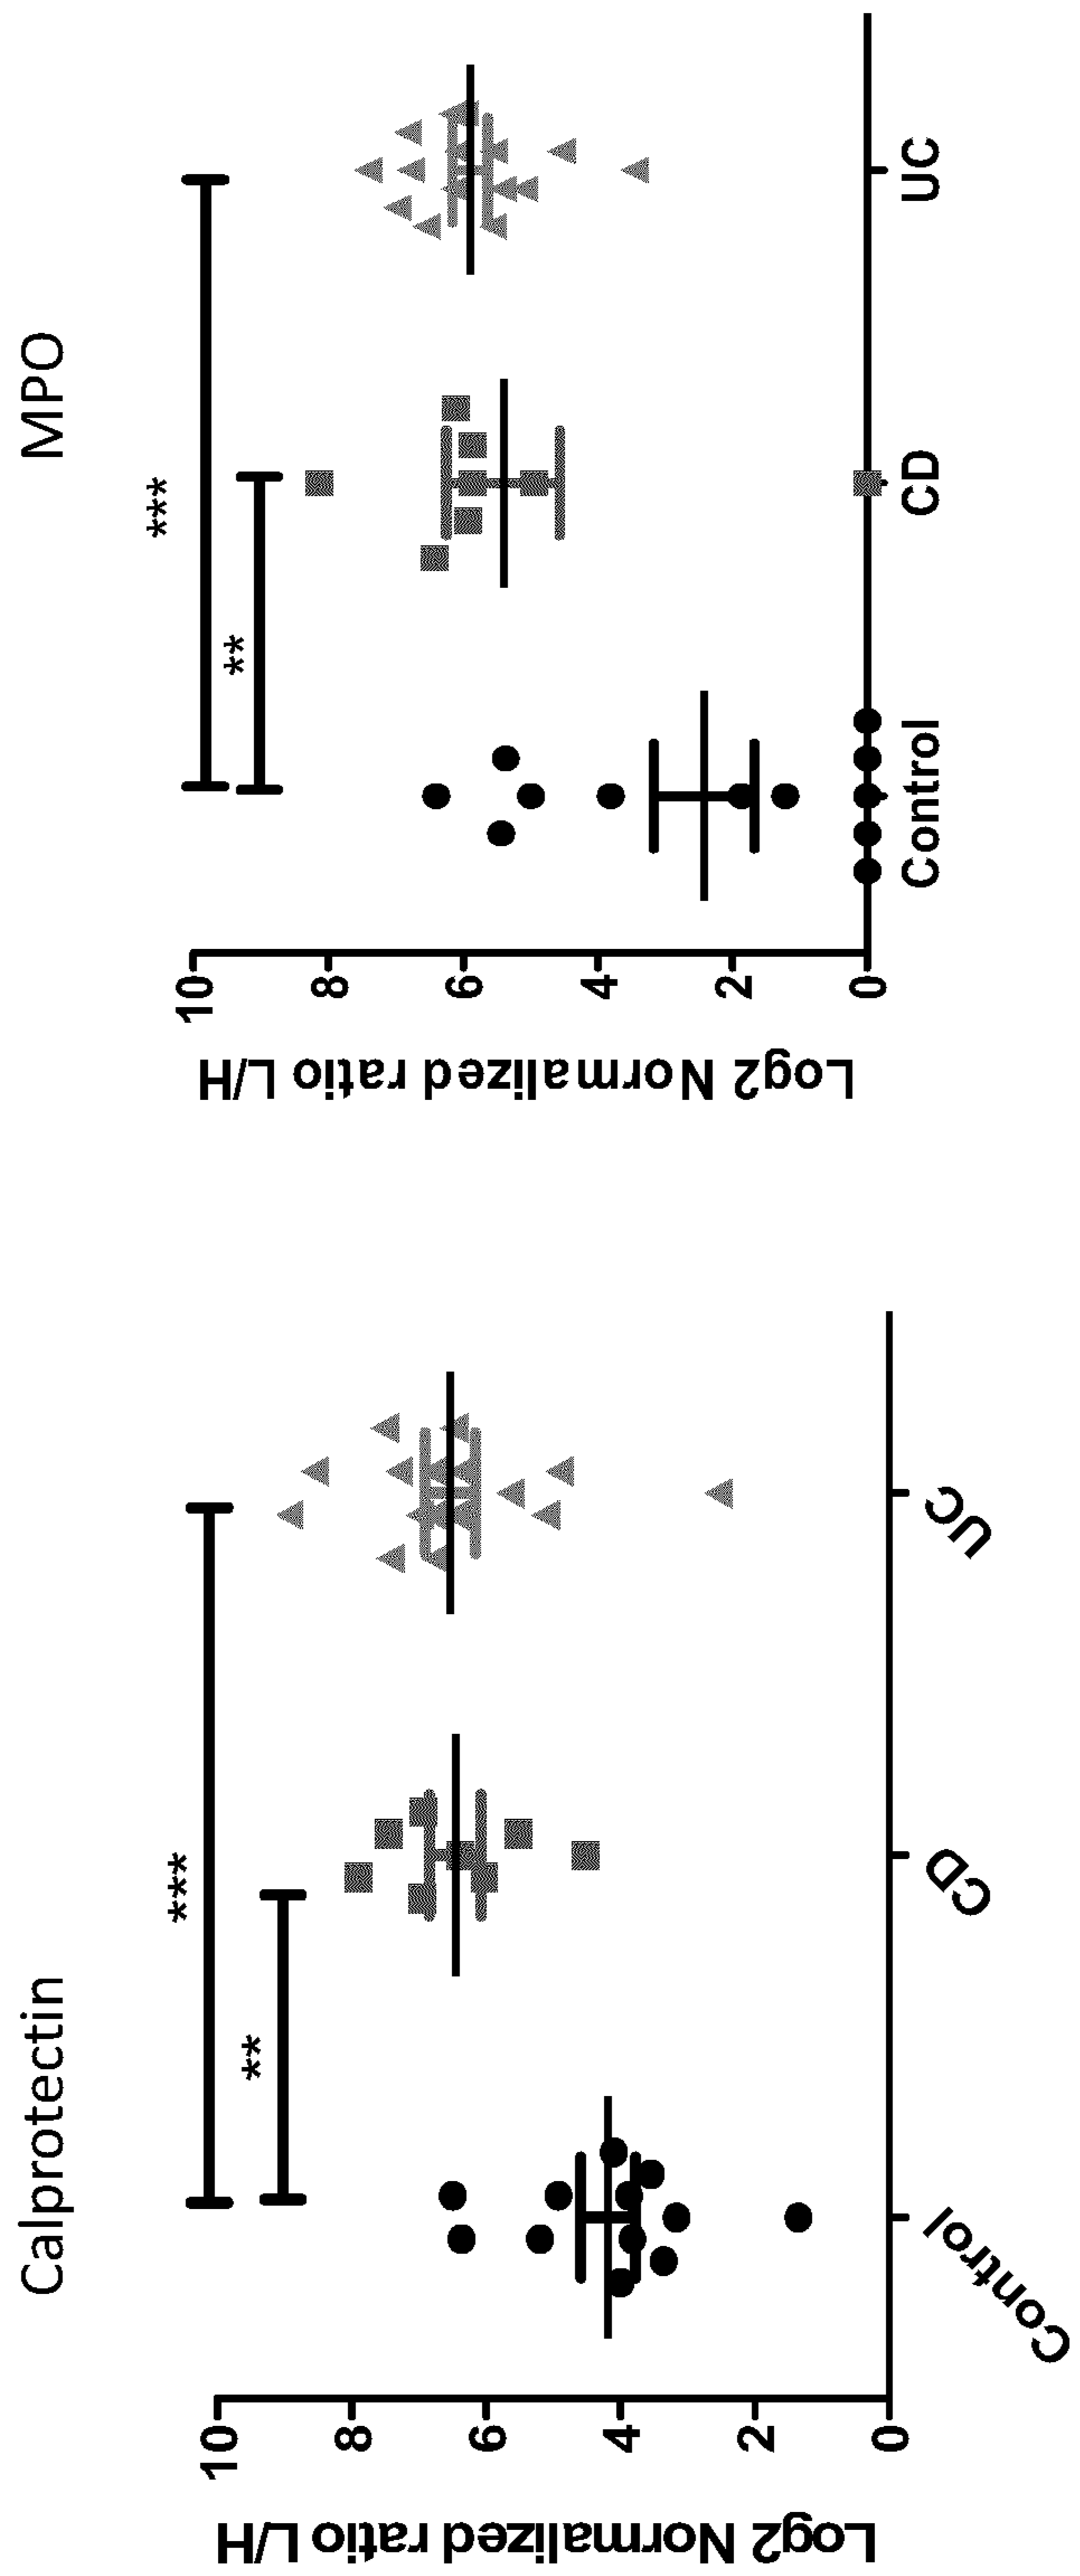 Calprotectin
***
**
Log2 Normalized ratio L/H
10
8
6
4
2
0
Control
CD
UC
MPO
***
**
Log2 Normalized ratio L/H
10
8
6
4
2
0
Control
CD
UC